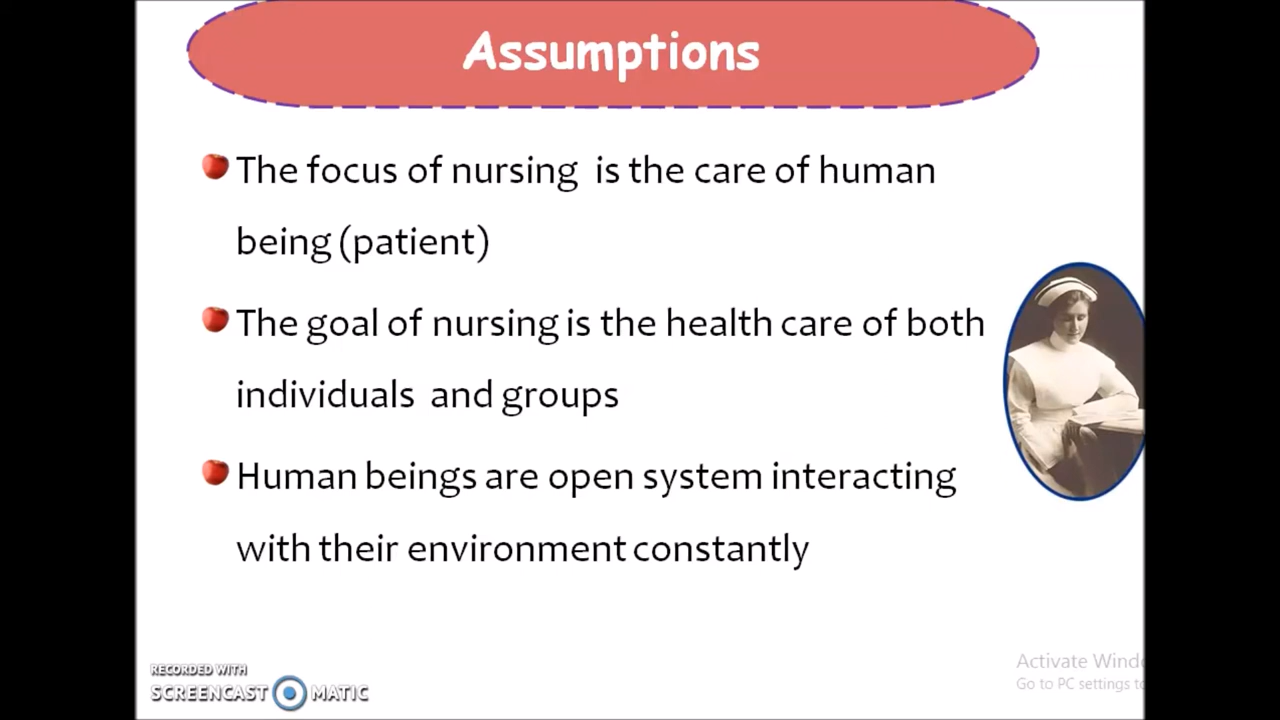 Assumptions
The focus of nursing is the care of human
being (patient)
The goal of nursing is the health care of both
individuals and groups
Human beings are open system interacting
with their environment constantly
RECORDED WITH
SCREENCAST MATIC
Activate Wind
Go to PC settings t